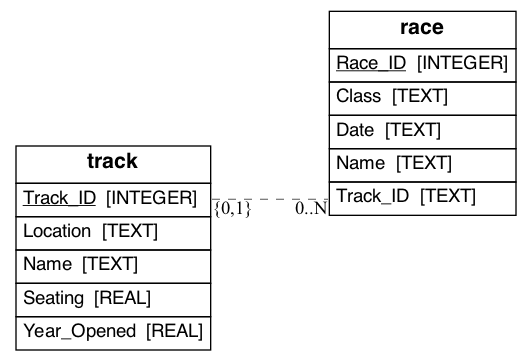 race
Race_ID [INTEGER]
Class [TEXT]
Date [TEXT]
Name [TEXT]
Track_ID [TEXT]
track
Track_ID [INTEGER]
Location [TEXT]
Name [TEXT]
Seating [REAL]
Year_Opened [REAL]
{0,1}
0..N